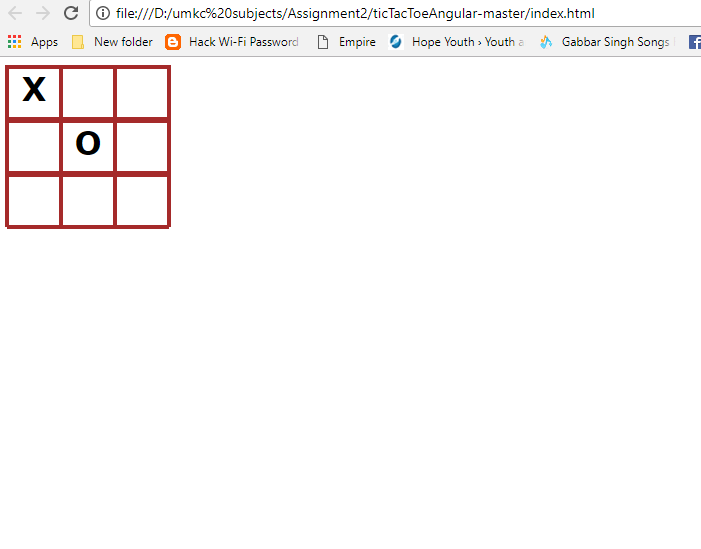 file:///D:/umkc%20subjects/Assignment2/ticTacToeAngular-master/index.html
Apps New folder Hack Wi-Fi Password Empire Hope Youth › Youth a Gabbar Singh Songs
X
O